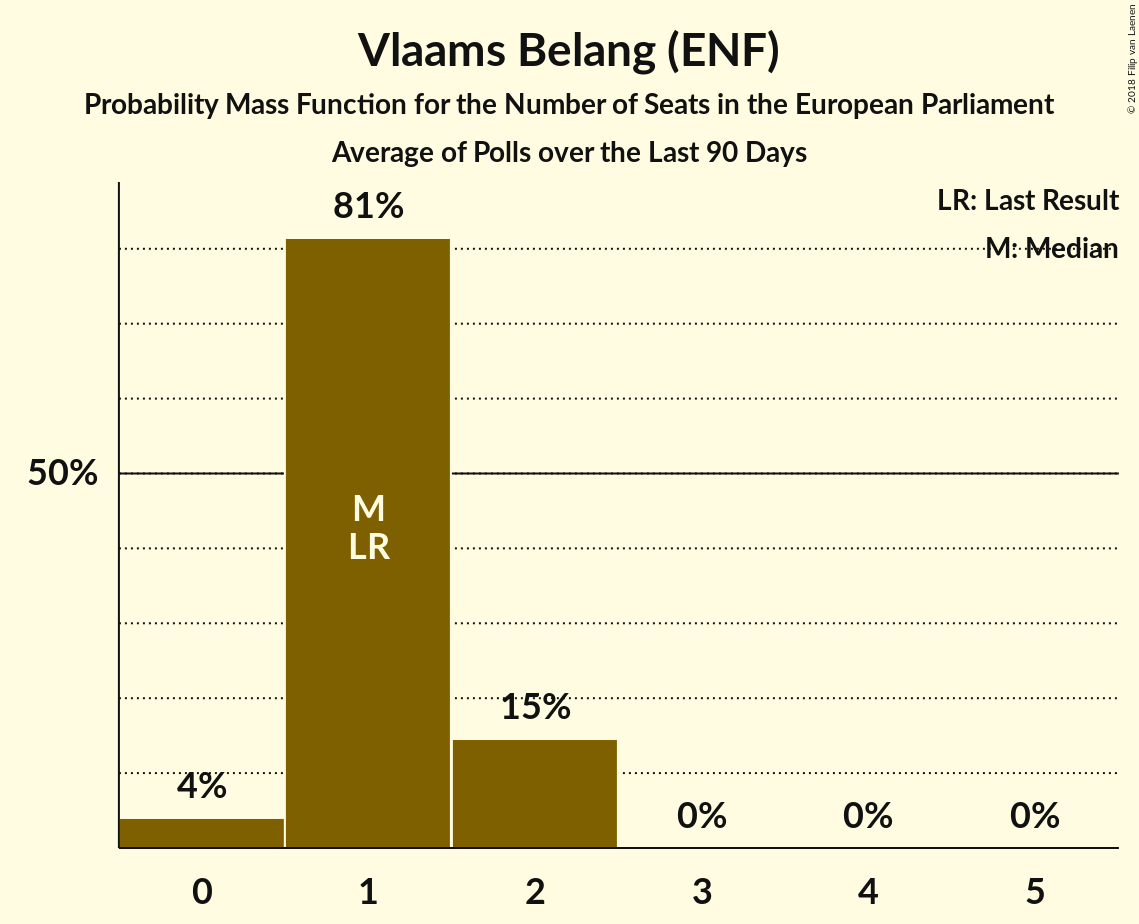 Vlaams Belang (ENF)
Probability Mass Function for the Number of Seats in the European Parliament
Average of Polls over the Last 90 Days
© 2018 Filip van Laenen
LR: Last Result
M: Median
81%
50%
M
LR
15%
4%
0%
0%
0%
0 1 2 3 4 5